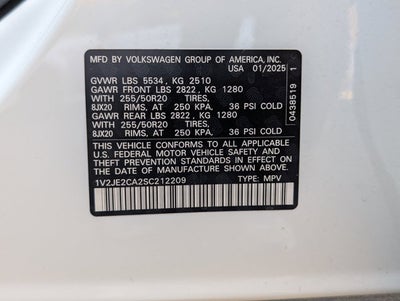 MFD. BY VOLKSWAGEN GROUP OF AMERICA, INC.
USA 01/2025
GVWR LBS 5534, KG 2510
GAWR FRONT LBS 2822, KG 1280
WITH 255/50R20 TIRES,
8JX20 RIMS, AT 250 KPA, 36 PSI COLD
GAWR REAR LBS 2822, KG 1280
WITH 255/50R20 TIRES,
8JX20 RIMS, AT 250 KPA, 36 PSI COLD
THIS VEHICLE CONFORMS TO ALL APPLICABLE
U.S. FEDERAL MOTOR VEHICLE SAFETY AND
THEFT PREVENTION STANDARDS IN EFFECT ON
THE DATE OF MANUFACTURE SHOWN ABOVE.
1V2JE2CA2SC212209 TYPE: MPV
0438519 1